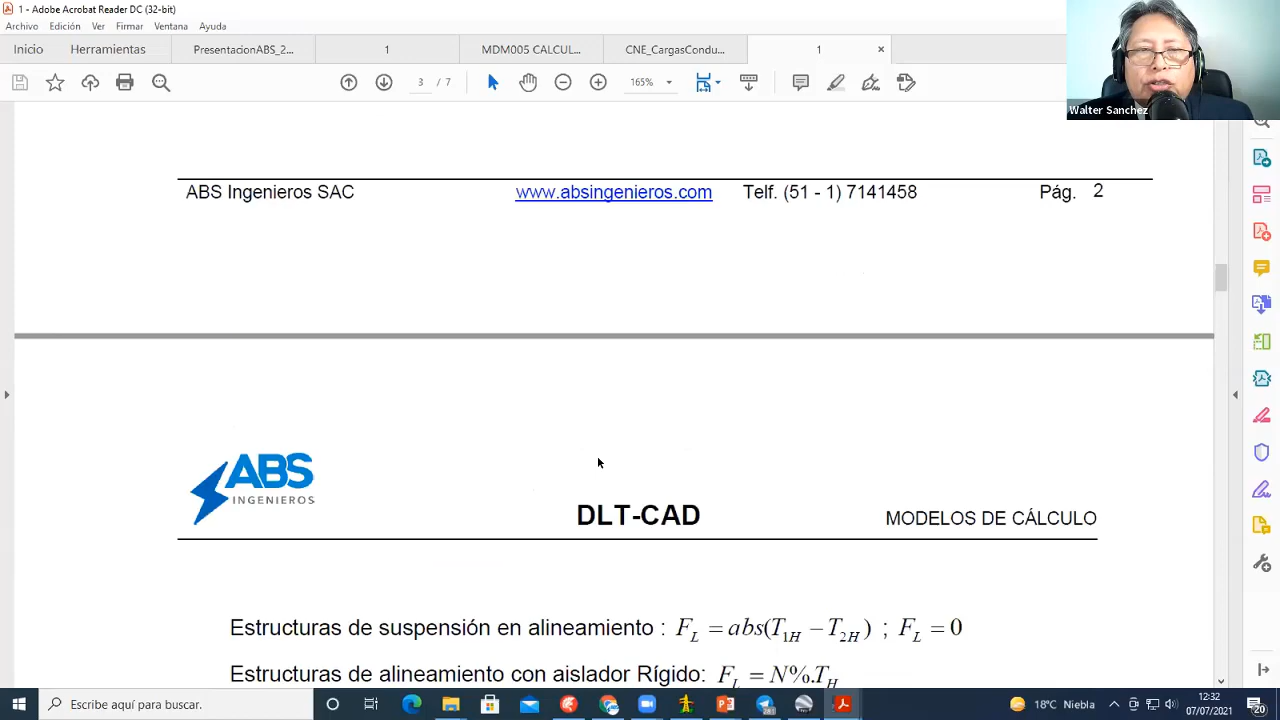 1 - Adobe Acrobat Reader DC (32-bit)
Archivo Edición Ver Firmar Ventana Ayuda
Inicio Herramientas PresentacionABS_2... 1 MDM005 CALCUL... CNE_CargasCondu... 1 ×
3 / 7 165%
Walter Sanchez
ABS Ingenieros SAC www.absingenieros.com Telf. (51 - 1) 7141458 Pág. 2
ABS
INGENIEROS
DLT-CAD MODELOS DE CÁLCULO
Estructuras de suspensión en alineamiento : F_L = abs(T_1H − T_2H) ; F_L = 0
Estructuras de alineamiento con aislador Rígido: F_L = N%.T_H
Escribe aquí para buscar. 18°C Niebla 12:32
07/07/2021 20